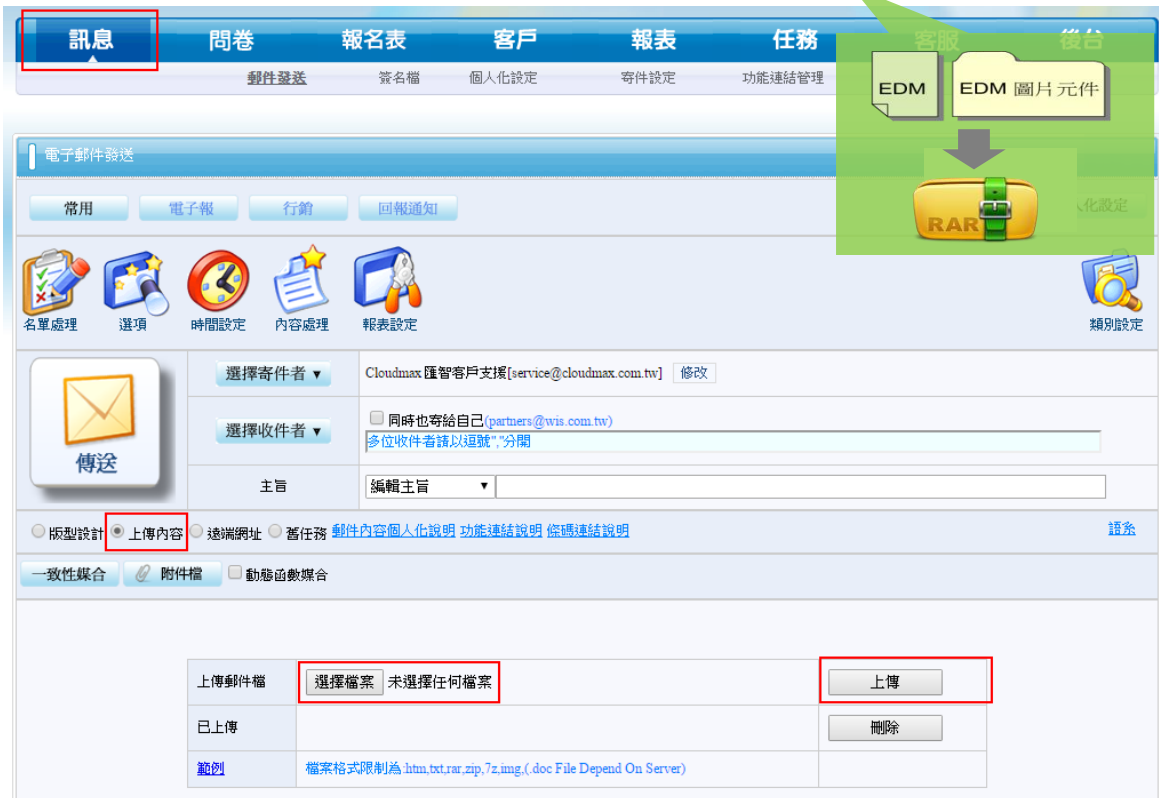 訊息 問卷 報名表 客戶 報表 任務 客服 後台
郵件發送 簽名檔 個人化設定 寄件設定 功能連結管理
EDM EDM 圖片元件
RAR
電子郵件發送
常用 電子報 行銷 回報通知 人化設定
名單處理 選項 時間設定 內容處理 報表設定 類別設定
傳送
選擇寄件者 ▼ Cloudmax 匯智客戶支援[service@cloudmax.com.tw] 修改
選擇收件者 ▼ 同時也寄給自己(partners@wis.com.tw)
多位收件者請以逗號","分開
主旨 編輯主旨 ▼
版型設計 上傳內容 遠端網址 舊任務 郵件內容個人化說明 功能連結說明 條碼連結說明 語系
一致性媒合 附件檔 動態函數媒合
上傳郵件檔 選擇檔案 未選擇任何檔案 上傳
已上傳 刪除
範例 檔案格式限制為:htm,txt,rar,zip,7z,img,(.doc File Depend On Server)